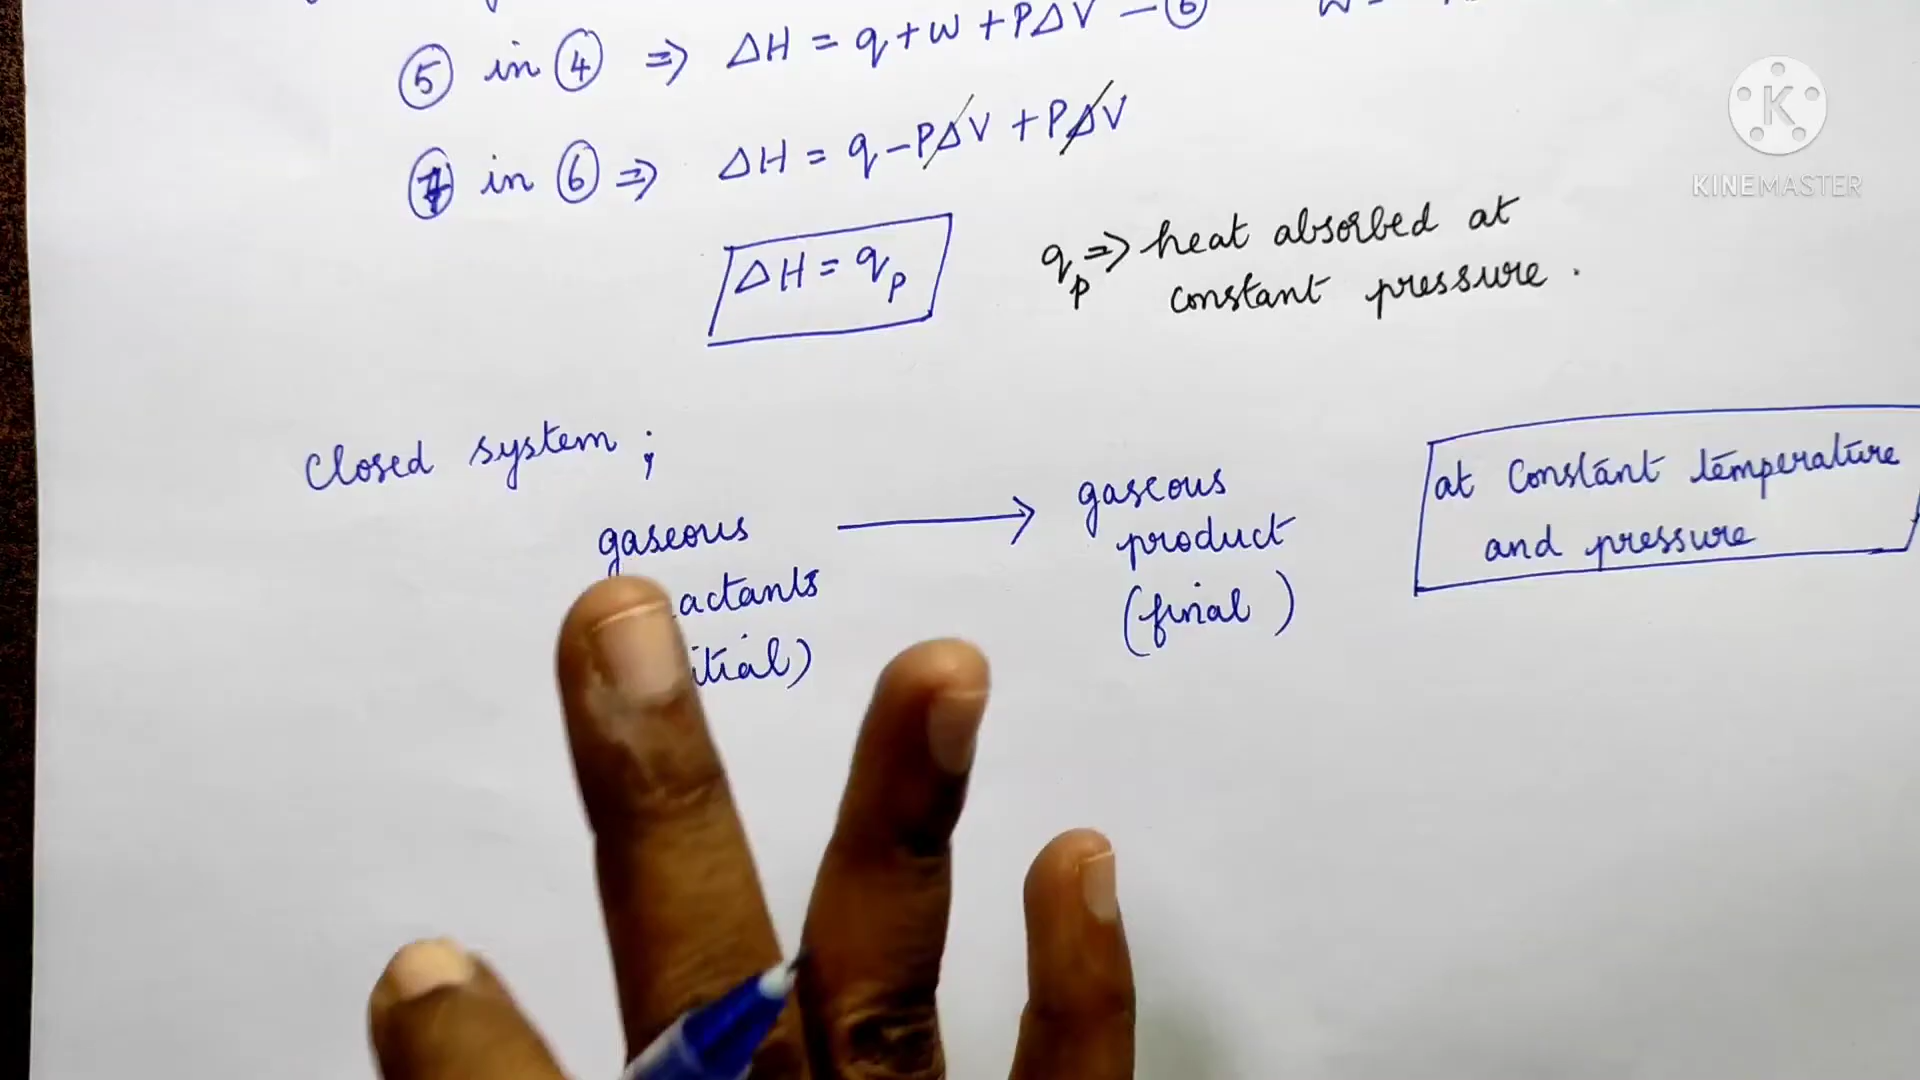 ⑤ in ④ ⇒ ΔH = q + w + PΔV — ⑥
⑦ in ⑥ ⇒ ΔH = q − PΔV + PΔV
ΔH = qp
qp ⇒ heat absorbed at
constant pressure.
Closed system ;
gaseous
actants
itial)
gaseous
product
(final)
at Constant temperature
and pressure
K
KINEMASTER